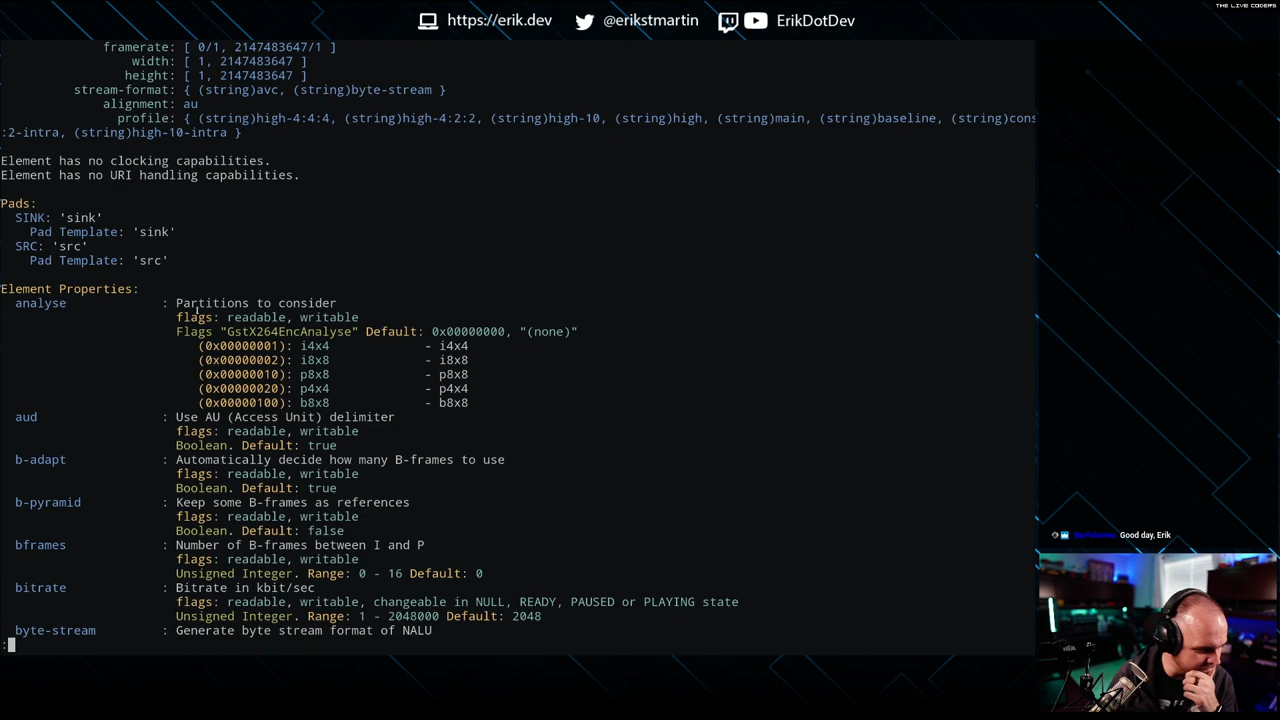 THE LIVE CODERS
https://erik.dev @erikstmartin ErikDotDev
framerate: [ 0/1, 2147483647/1 ]
width: [ 1, 2147483647 ]
height: [ 1, 2147483647 ]
stream-format: { (string)avc, (string)byte-stream }
alignment: au
profile: { (string)high-4:4:4, (string)high-4:2:2, (string)high-10, (string)high, (string)main, (string)baseline, (string)cons
:2-intra, (string)high-10-intra }
Element has no clocking capabilities.
Element has no URI handling capabilities.
Pads:
SINK: 'sink'
Pad Template: 'sink'
SRC: 'src'
Pad Template: 'src'
Element Properties:
analyse : Partitions to consider
flags: readable, writable
Flags "GstX264EncAnalyse" Default: 0x00000000, "(none)"
(0x00000001): i4x4 - i4x4
(0x00000002): i8x8 - i8x8
(0x00000010): p8x8 - p8x8
(0x00000020): p4x4 - p4x4
(0x00000100): b8x8 - b8x8
aud : Use AU (Access Unit) delimiter
flags: readable, writable
Boolean. Default: true
b-adapt : Automatically decide how many B-frames to use
flags: readable, writable
Boolean. Default: true
b-pyramid : Keep some B-frames as references
flags: readable, writable
Boolean. Default: false
bframes : Number of B-frames between I and P
flags: readable, writable
Unsigned Integer. Range: 0 - 16 Default: 0
bitrate : Bitrate in kbit/sec
flags: readable, writable, changeable in NULL, READY, PAUSED or PLAYING state
Unsigned Integer. Range: 1 - 2048000 Default: 2048
byte-stream : Generate byte stream format of NALU
:
Good day, Erik